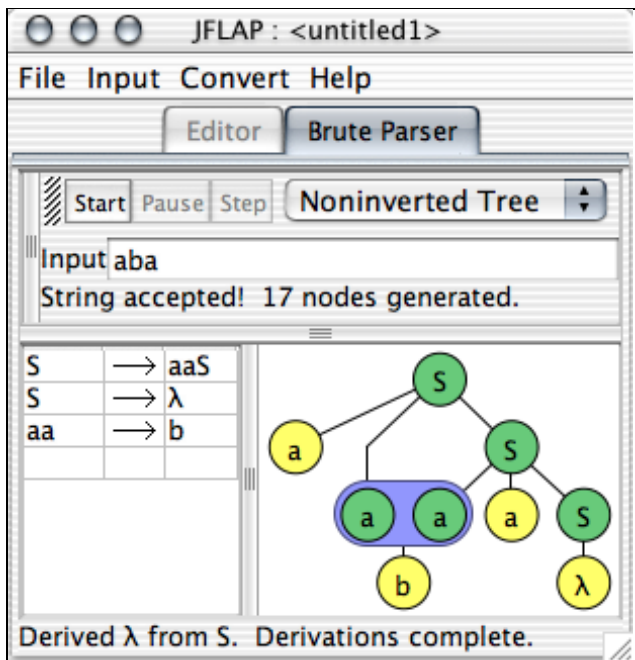 JFLAP : <untitled1>
File Input Convert Help
Editor Brute Parser
Start Pause Step Noninverted Tree
Input aba
String accepted! 17 nodes generated.
S → aaS
S → λ
aa → b
S
a S
a a a S
b λ
Derived λ from S. Derivations complete.